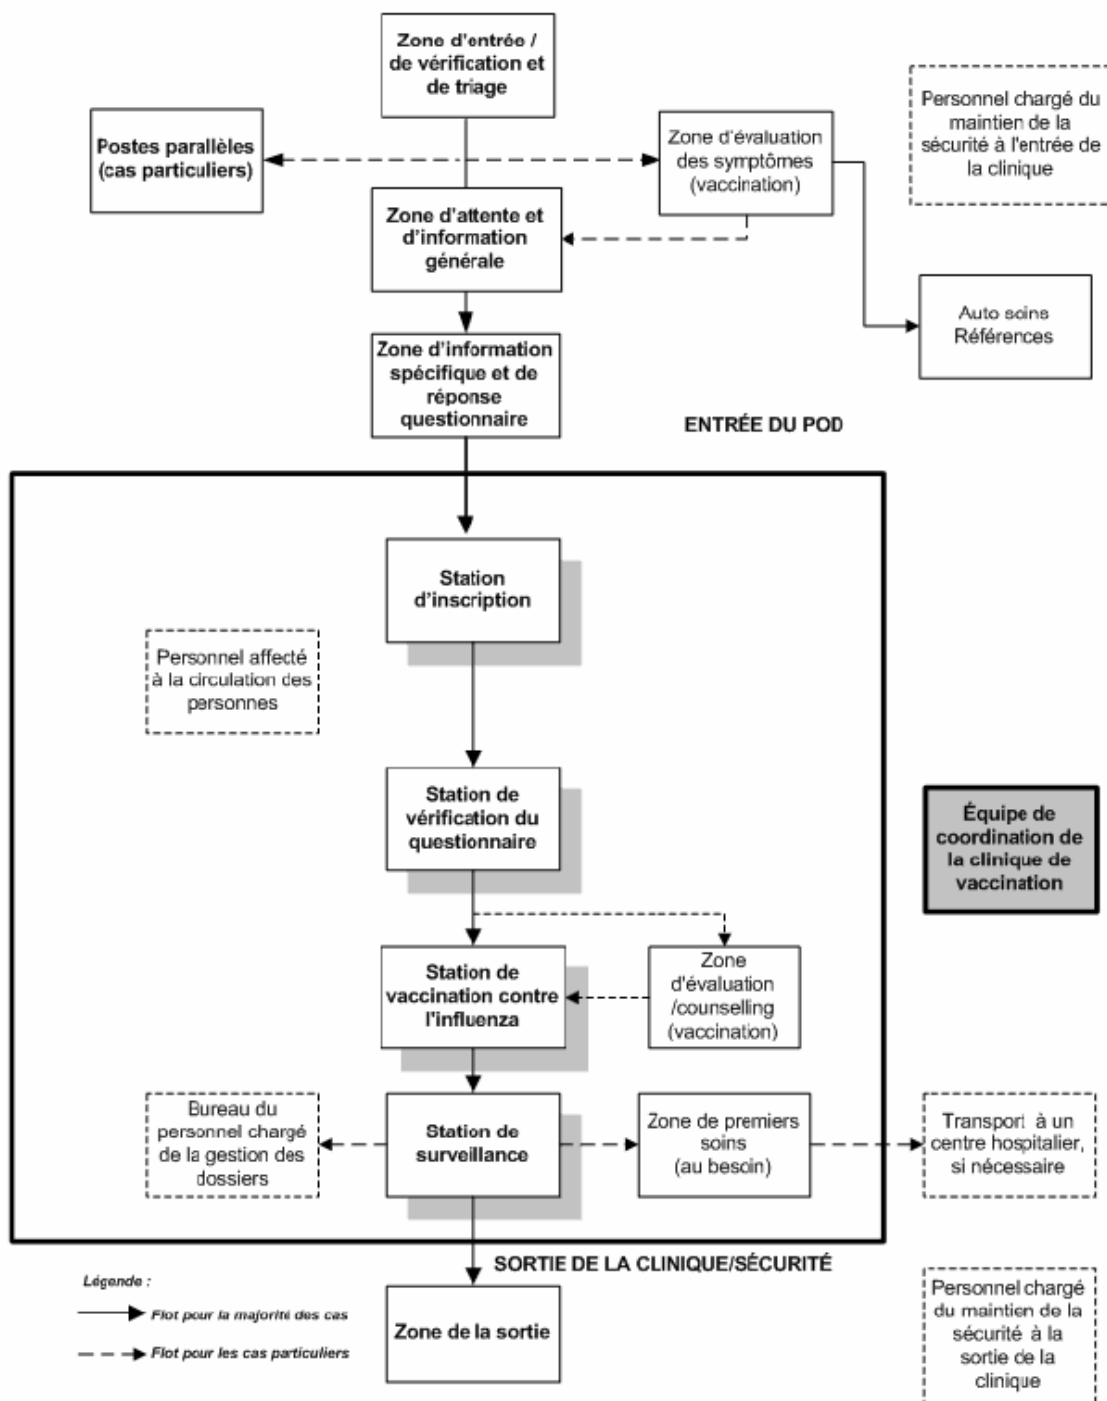 Zone d'entrée /
de vérification et
de triage
Postes parallèles
(cas particuliers)
Zone d'évaluation
des symptômes
(vaccination)
Personnel chargé du
maintien de la
sécurité à l'entrée de
la clinique
Zone d'attente et
d'information
générale
Auto soins
Références
Zone d'information
spécifique et de
réponse
questionnaire
ENTRÉE DU POD
Station
d'inscription
Personnel affecté
à la circulation des
personnes
Station de
vérification du
questionnaire
Équipe de
coordination de
la clinique de
vaccination
Station de
vaccination contre
l'influenza
Zone
d'évaluation
/counselling
(vaccination)
Bureau du
personnel chargé
de la gestion des
dossiers
Station de
surveillance
Zone de premiers
soins
(au besoin)
Transport à un
centre hospitalier,
si nécessaire
SORTIE DE LA CLINIQUE/SÉCURITÉ
Légende :
Flot pour la majorité des cas
Flot pour les cas particuliers
Zone de la sortie
Personnel chargé
du maintien de la
sécurité à la
sortie de la
clinique